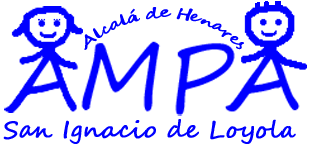 Alcalá de Henares
AMPA
San Ignacio de Loyola